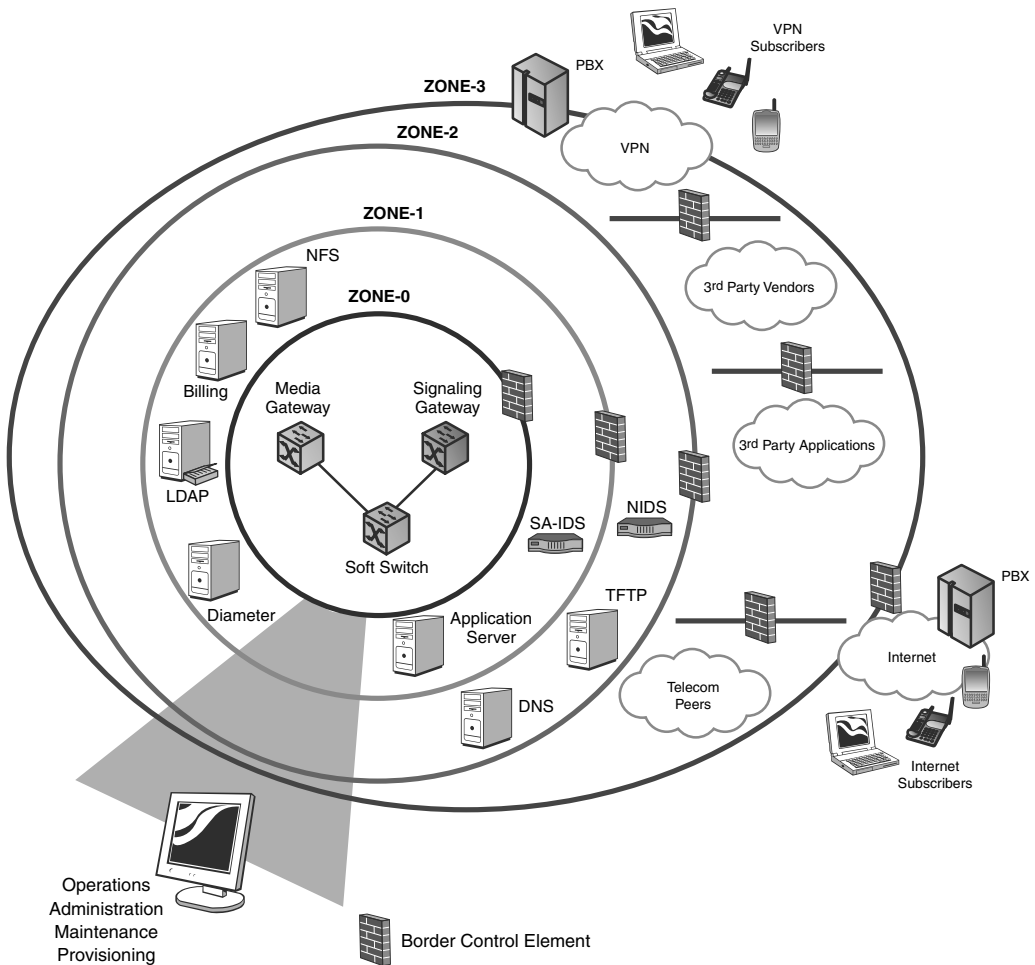 VPN
Subscribers
PBX
ZONE-3
ZONE-2
VPN
ZONE-1
NFS
3rd Party Vendors
ZONE-0
Billing
Media
Gateway
Signaling
Gateway
3rd Party Applications
LDAP
SA-IDS
NIDS
Soft Switch
PBX
Diameter
Application
Server
TFTP
Internet
Telecom
Peers
DNS
Internet
Subscribers
Operations
Administration
Maintenance
Provisioning
Border Control Element